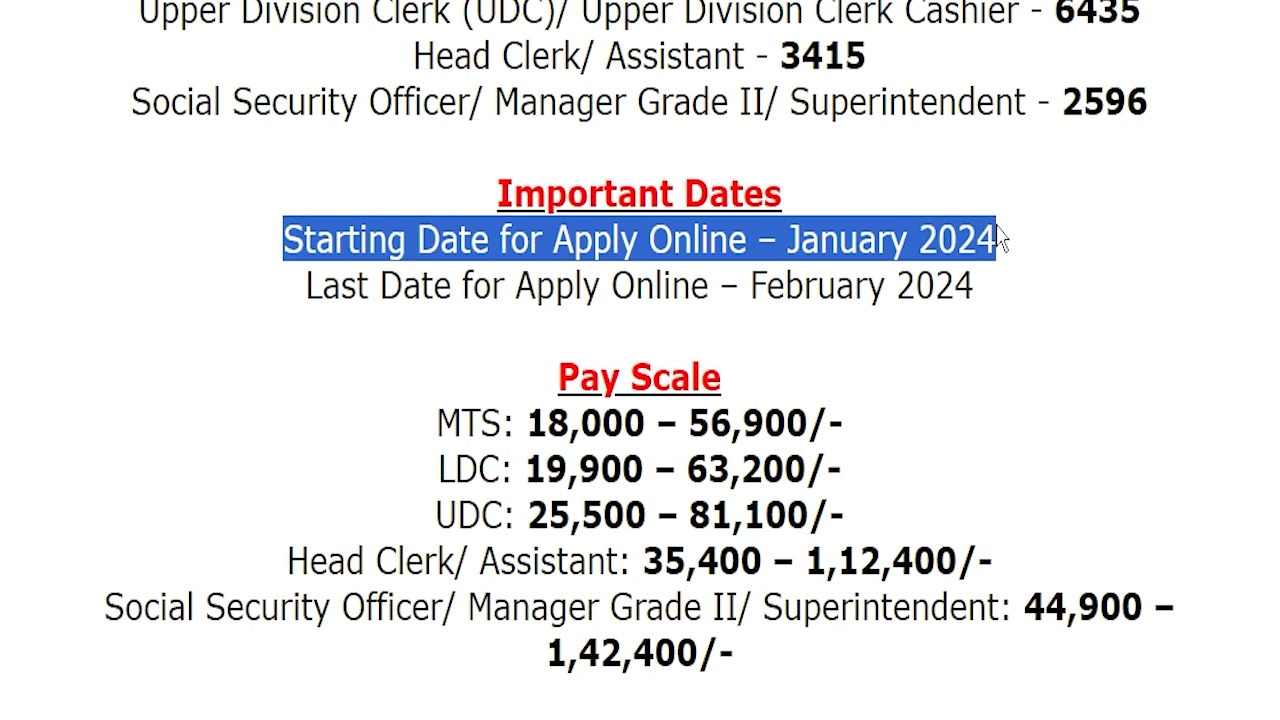 Upper Division Clerk (UDC)/ Upper Division Clerk Cashier - 6435
Head Clerk/ Assistant - 3415
Social Security Officer/ Manager Grade II/ Superintendent - 2596
Important Dates
Starting Date for Apply Online – January 2024
Last Date for Apply Online – February 2024
Pay Scale
MTS: 18,000 – 56,900/-
LDC: 19,900 – 63,200/-
UDC: 25,500 – 81,100/-
Head Clerk/ Assistant: 35,400 – 1,12,400/-
Social Security Officer/ Manager Grade II/ Superintendent: 44,900 –
1,42,400/-